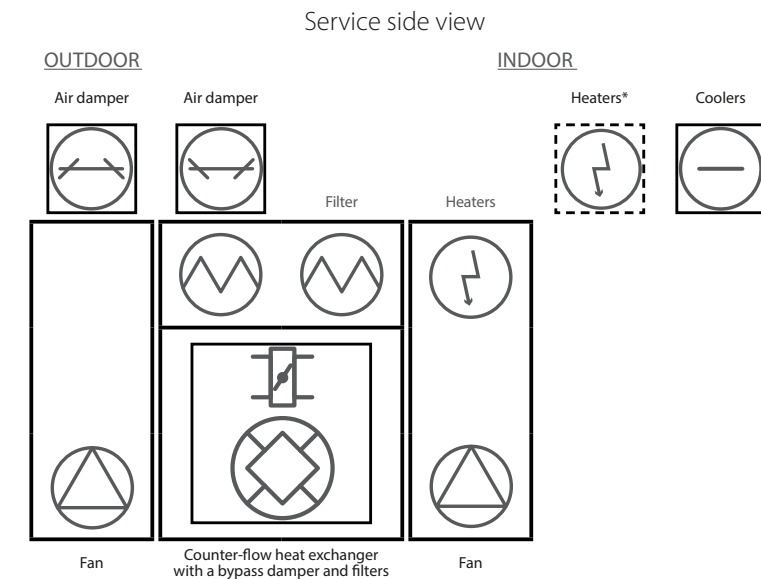 Service side view
OUTDOOR
INDOOR
Air damper
Air damper
Heaters*
Coolers
Filter
Heaters
Fan
Counter-flow heat exchanger
with a bypass damper and filters
Fan